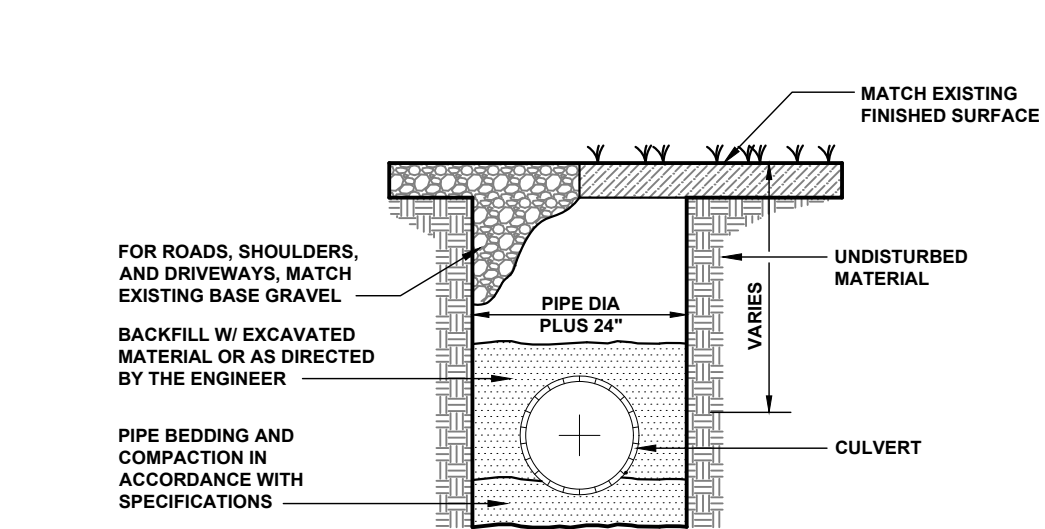 MATCH EXISTING
FINISHED SURFACE
FOR ROADS, SHOULDERS,
AND DRIVEWAYS, MATCH
EXISTING BASE GRAVEL
UNDISTURBED
MATERIAL
PIPE DIA
PLUS 24"
VARIES
BACKFILL W/ EXCAVATED
MATERIAL OR AS DIRECTED
BY THE ENGINEER
PIPE BEDDING AND
COMPACTION IN
ACCORDANCE WITH
SPECIFICATIONS
CULVERT